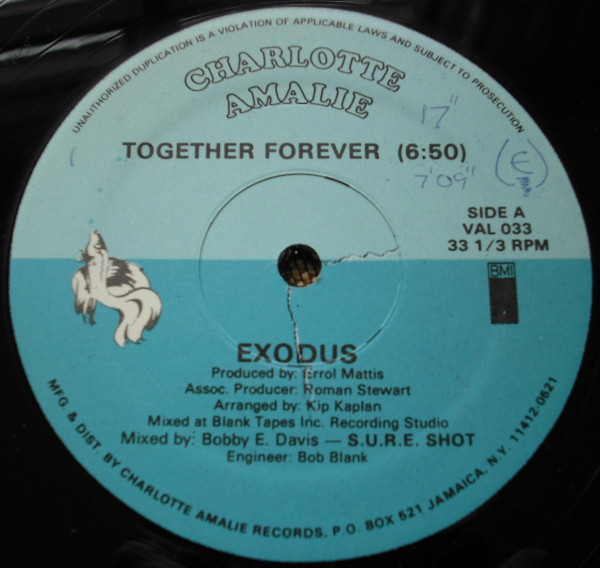 UNAUTHORIZED DUPLICATION IS A VIOLATION OF APPLICABLE LAWS AND SUBJECT TO PROSECUTION
CHARLOTTE
AMALIE
17"
TOGETHER FOREVER (6:50)
7'09"
SIDE A
VAL 033
33 1/3 RPM
BMI
EXODUS
Produced by: Errol Mattis
Assoc. Producer: Roman Stewart
Arranged by: Kip Kaplan
Mixed at Blank Tapes Inc. Recording Studio
Mixed by: Bobby E. Davis — S.U.R.E. SHOT
Engineer: Bob Blank
MFG. & DIST. BY CHARLOTTE AMALIE RECORDS, P.O. BOX 521 JAMAICA, N.Y. 11412-0521